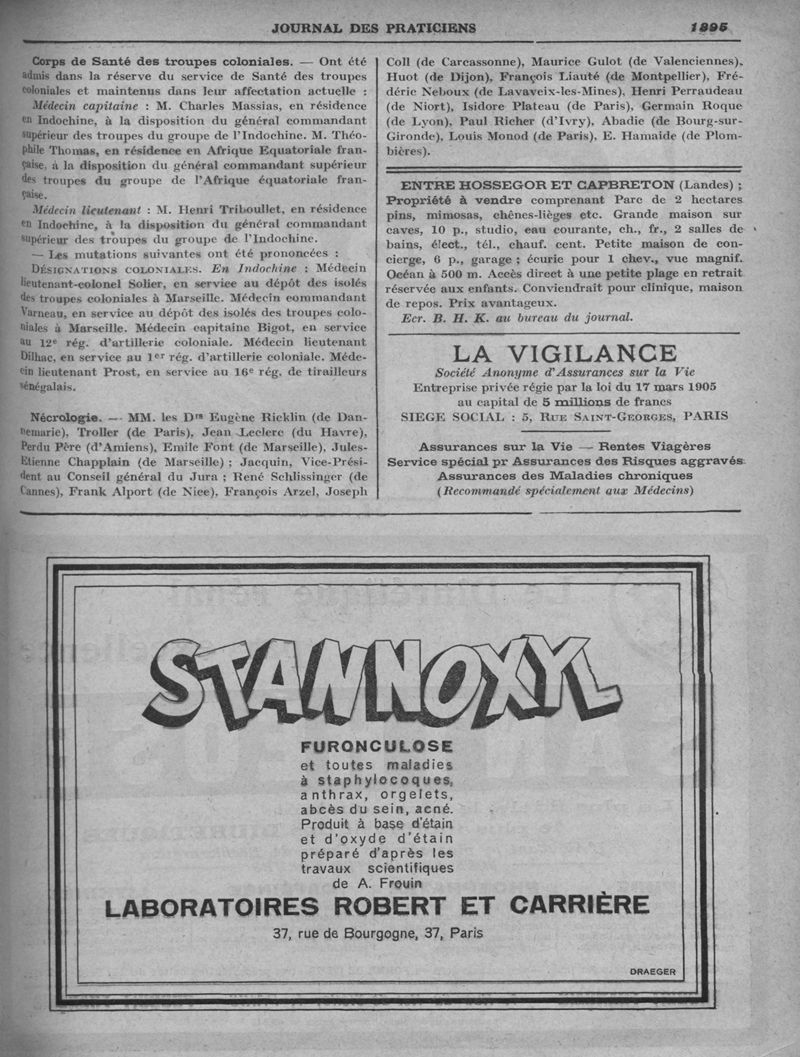 JOURNAL DES PRATICIENS 1395
Corps de Santé des troupes coloniales. — Ont été
admis dans la réserve du service de Santé des troupes
coloniales et maintenus dans leur affectation actuelle :
Médecin capitaine : M. Charles Massias, en résidence
en Indochine, à la disposition du général commandant
supérieur des troupes du groupe de l'Indochine. M. Théo-
phile Thomas, en résidence en Afrique Equatoriale fran-
çaise, à la disposition du général commandant supérieur
des troupes du groupe de l'Afrique équatoriale fran-
çaise.
Médecin lieutenant : M. Henri Triboullet, en résidence
en Indochine, à la disposition du général commandant
supérieur des troupes du groupe de l'Indochine.
— Les mutations suivantes ont été prononcées :
DÉSIGNATIONS COLONIALES. En Indochine : Médecin
lieutenant-colonel Solier, en service au dépôt des isolés
des troupes coloniales à Marseille. Médecin commandant
Varneau, en service au dépôt des isolés des troupes colo-
niales à Marseille. Médecin capitaine Bigot, en service
au 12e rég. d'artillerie coloniale. Médecin lieutenant
Dilhac, en service au 1er rég. d'artillerie coloniale. Méde-
cin lieutenant Prost, en service au 16e rég. de tirailleurs
sénégalais.
Nécrologie. — MM. les Drs Eugène Ricklin (de Dan-
nemarie), Troller (de Paris), Jean Leclerc (du Havre),
Perdu Père (d'Amiens), Emile Font (de Marseille), Jules-
Etienne Chapplain (de Marseille) ; Jacquin, Vice-Prési-
dent au Conseil général du Jura ; René Schlissinger (de
Cannes), Frank Alport (de Nice), François Arzel, Joseph
Coll (de Carcassonne), Maurice Gulot (de Valenciennes),
Huot (de Dijon), François Liauté (de Montpellier), Fré-
déric Neboux (de Lavaveix-les-Mines), Henri Perraudeau
(de Niort), Isidore Plateau (de Paris), Germain Roque
(de Lyon), Paul Richer (d'Ivry), Abadie (de Bourg-sur-
Gironde), Louis Monod (de Paris), E. Hamaide (de Plom-
bières).
ENTRE HOSSEGOR ET CAPBRETON (Landes) ;
Propriété à vendre comprenant Parc de 2 hectares
pins, mimosas, chênes-lièges etc. Grande maison sur
caves, 10 p., studio, eau courante, ch., fr., 2 salles de
bains, élect., tél., chauf. cent. Petite maison de con-
cierge, 6 p., garage ; écurie pour 1 chev., vue magnif.
Océan à 500 m. Accès direct à une petite plage en retrait
réservée aux enfants. Conviendrait pour clinique, maison
de repos. Prix avantageux.
Ecr. B. H. K. au bureau du journal.
LA VIGILANCE
Société Anonyme d'Assurances sur la Vie
Entreprise privée régie par la loi du 17 mars 1905
au capital de 5 millions de francs
SIEGE SOCIAL : 5, RUE SAINT-GEORGES, PARIS
Assurances sur la Vie — Rentes Viagères
Service spécial pr Assurances des Risques aggravés
Assurances des Maladies chroniques
(Recommandé spécialement aux Médecins)
STANNOXYL
FURONCULOSE
et toutes maladies
à staphylocoques,
anthrax, orgelets,
abcès du sein, acné.
Produit à base d'étain
et d'oxyde d'étain
préparé d'après les
travaux scientifiques
de A. Frouin
LABORATOIRES ROBERT ET CARRIÈRE
37, rue de Bourgogne, 37, Paris
DRAEGER